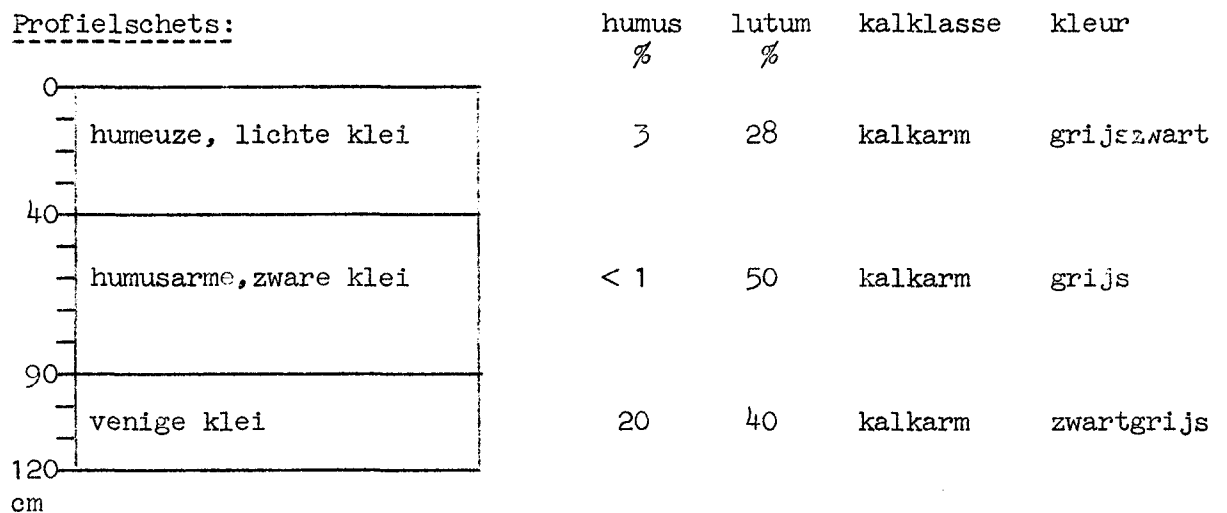 Profielschets: humus lutum kalklasse kleur
% %
0
humeuze, lichte klei 3 28 kalkarm grijszwart
40
humusarme, zware klei < 1 50 kalkarm grijs
90
venige klei 20 40 kalkarm zwartgrijs
120
cm